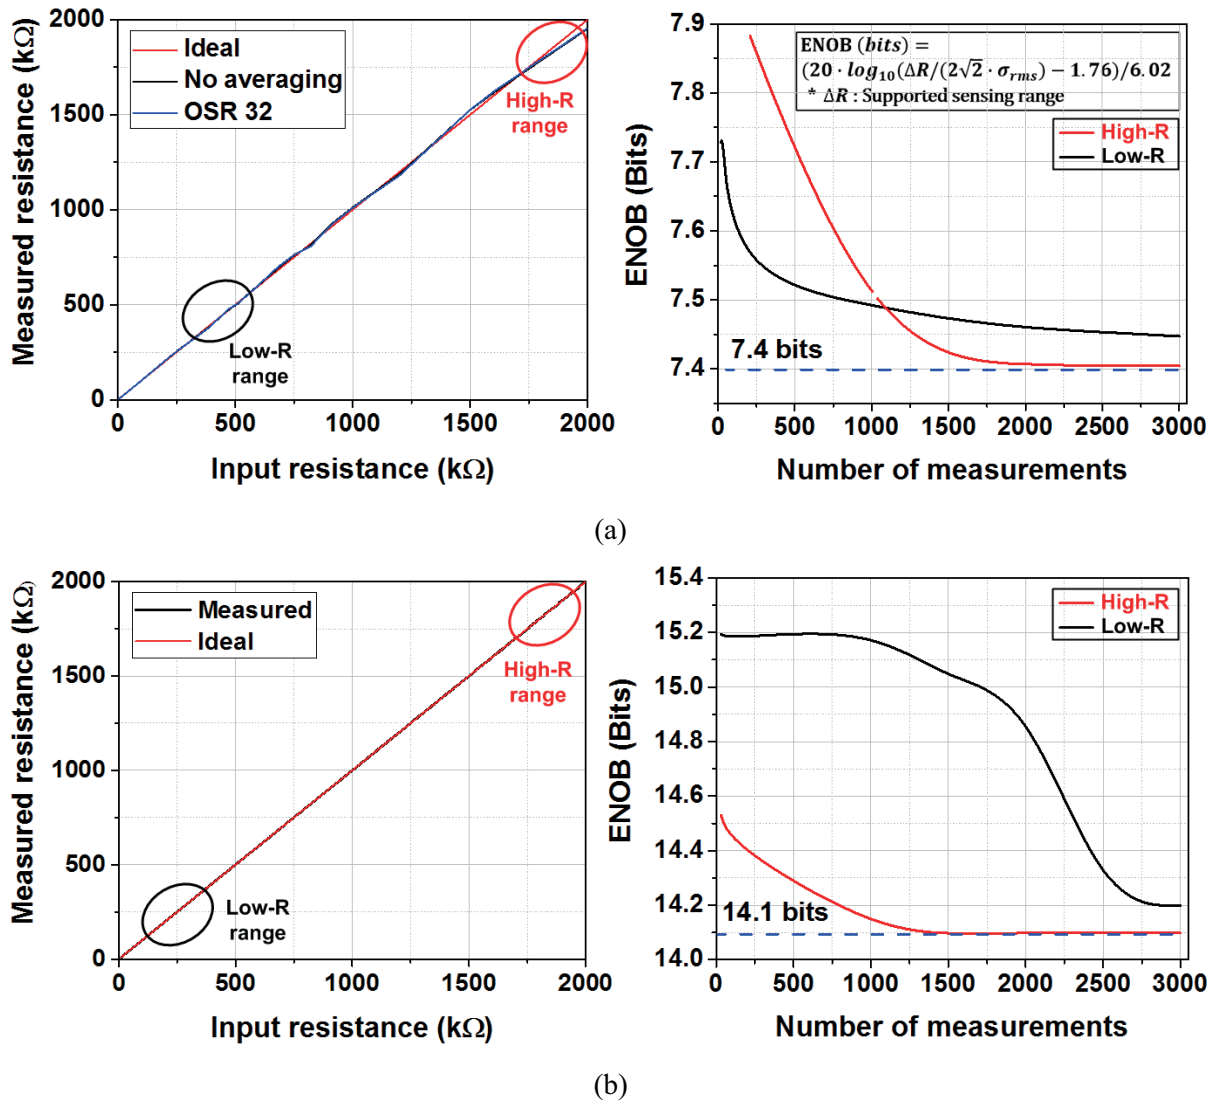 Measured resistance (kΩ)
2000
1500
1000
500
0
Ideal
No averaging
OSR 32
High-R
range
Low-R
range
0 500 1000 1500 2000
Input resistance (kΩ)
ENOB (Bits)
7.9
7.8
7.7
7.6
7.5
7.4
ENOB (bits) =
(20 · log10(ΔR/(2√2 · σrms) − 1.76)/6.02
* ΔR : Supported sensing range
High-R
Low-R
7.4 bits
0 500 1000 1500 2000 2500 3000
Number of measurements
(a)
Measured resistance (kΩ)
2000
1500
1000
500
0
Measured
Ideal
High-R
range
Low-R
range
0 500 1000 1500 2000
Input resistance (kΩ)
ENOB (Bits)
15.4
15.2
15.0
14.8
14.6
14.4
14.2
14.0
High-R
Low-R
14.1 bits
0 500 1000 1500 2000 2500 3000
Number of measurements
(b)